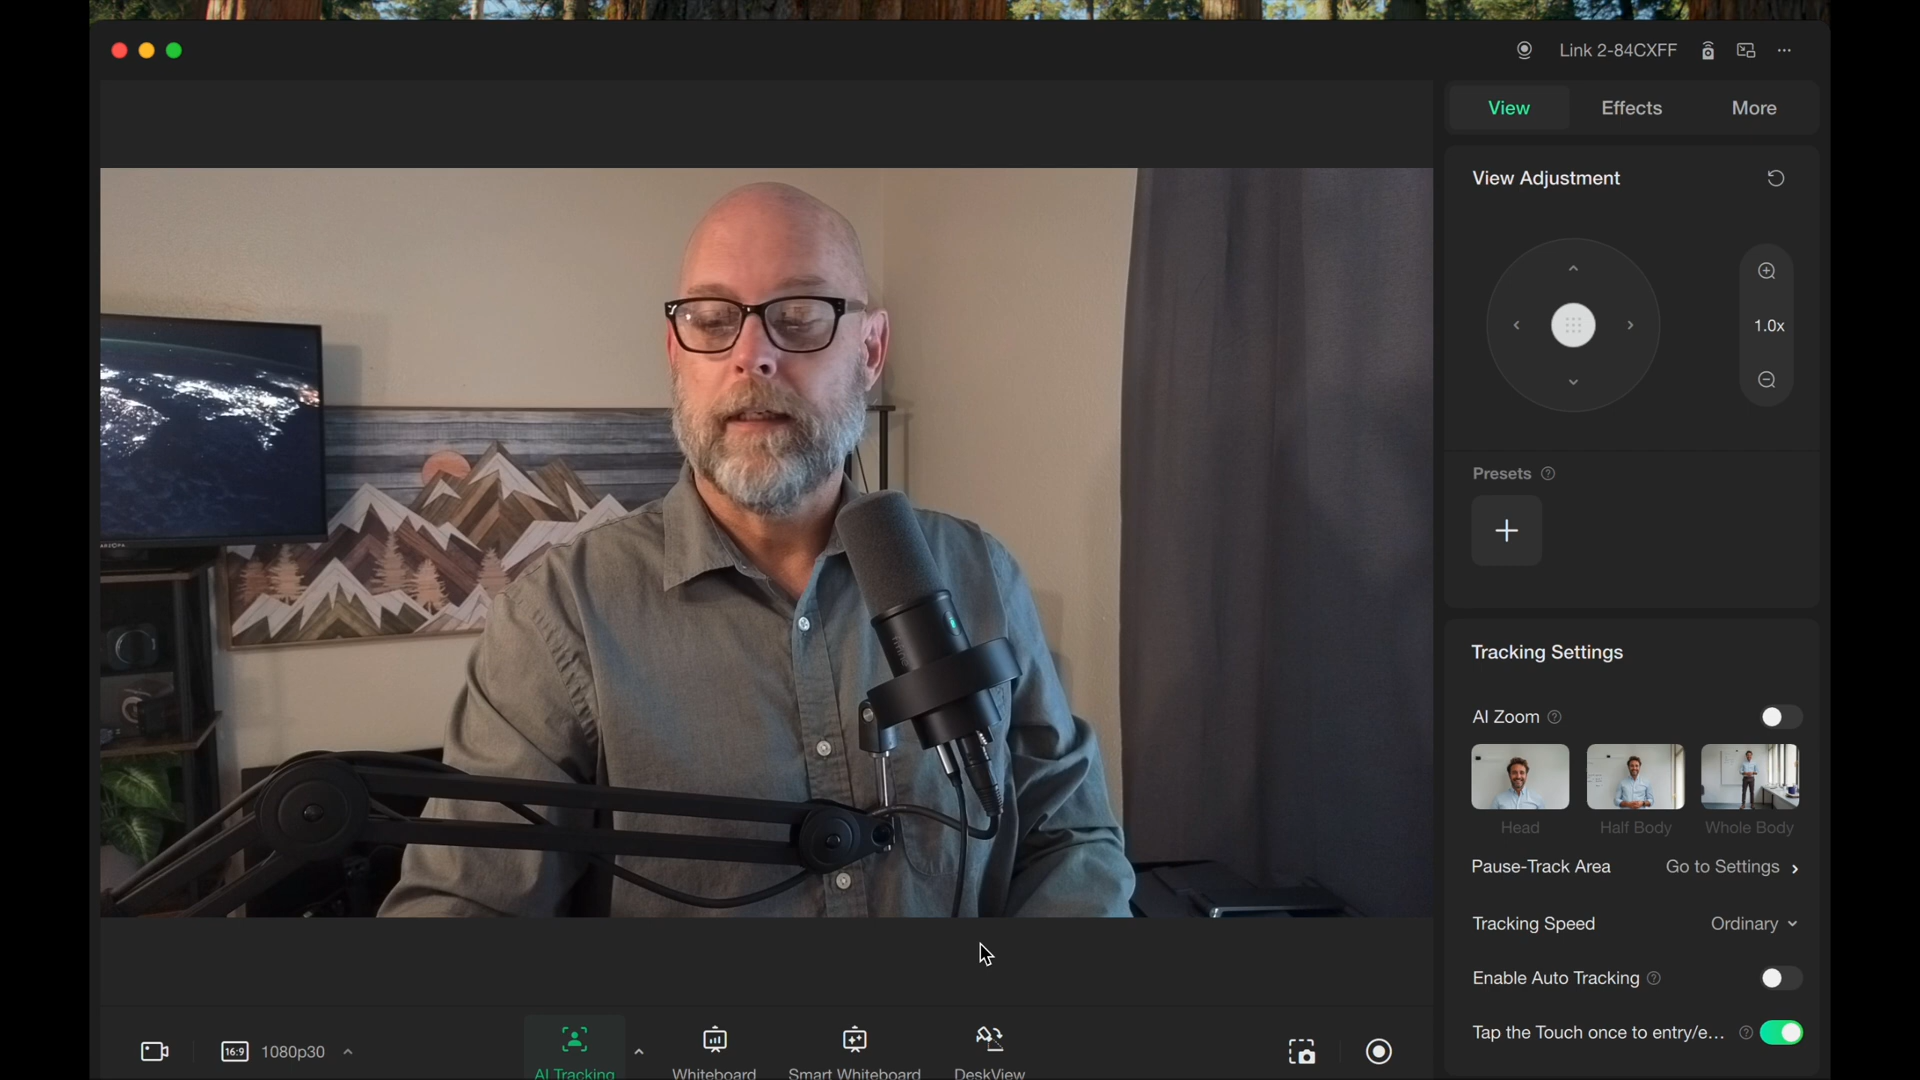 Link 2-84CXFF
View
Effects
More
View Adjustment
1.0x
Presets
Tracking Settings
AI Zoom
Head
Half Body
Whole Body
Pause-Track Area
Go to Settings
Tracking Speed
Ordinary
Enable Auto Tracking
Tap the Touch once to entry/e...
16:9
1080p30
AI Tracking
Whiteboard
Smart Whiteboard
DeskView